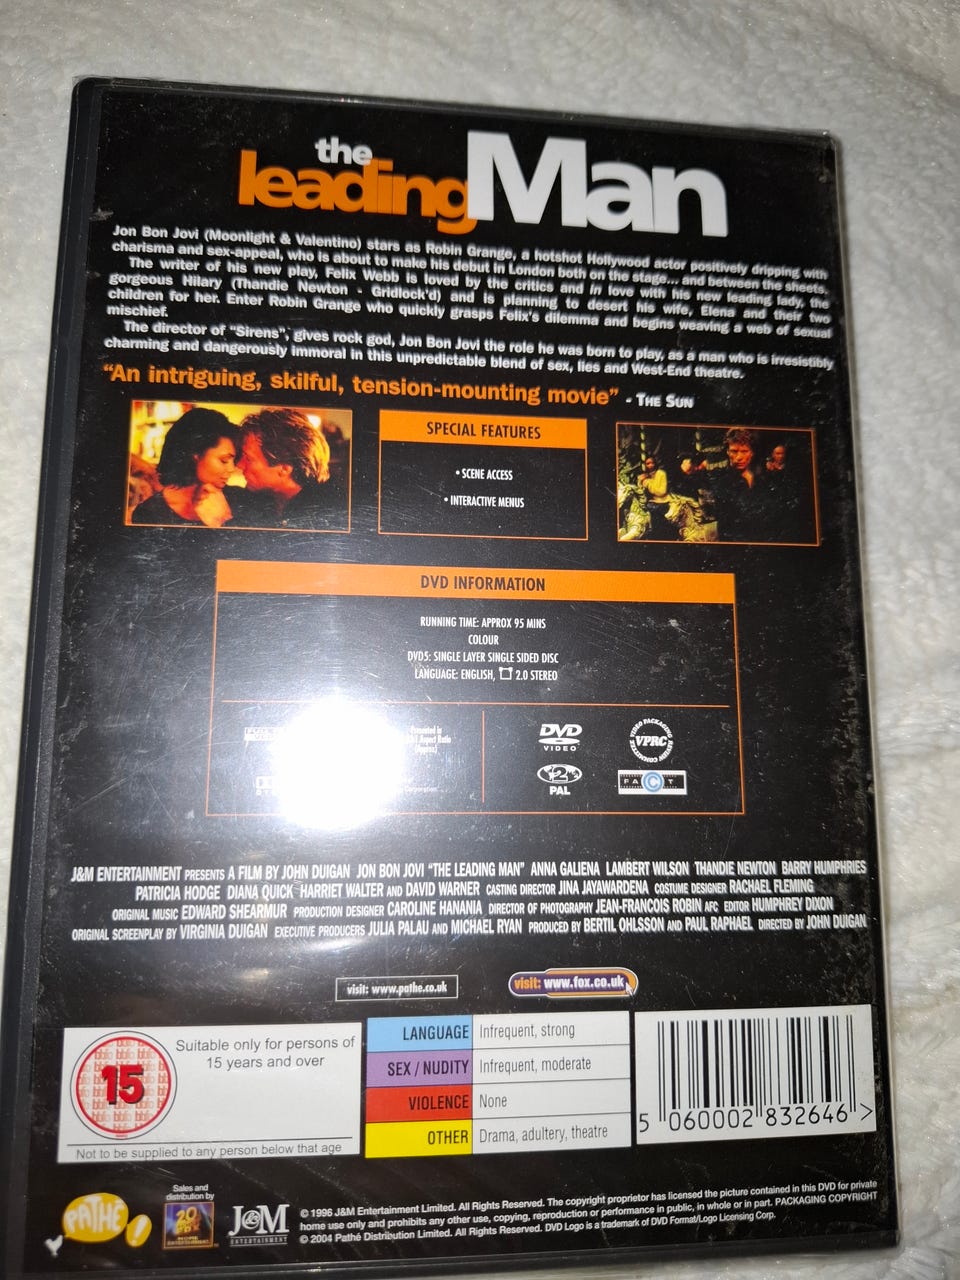 the
leading Man
Jon Bon Jovi (Moonlight & Valentino) stars as Robin Grange, a hotshot Hollywood actor positively dripping with
charisma and sex-appeal, who is about to make his debut in London both on the stage... and between the sheets.
The writer of his new play, Felix Webb is loved by the critics and in love with his new leading lady, the
gorgeous Hilary (Thandie Newton - Gridlock'd) and is planning to desert his wife, Elena and their two
children for her. Enter Robin Grange who quickly grasps Felix's dilemma and begins weaving a web of sexual
mischief.
The director of "Sirens", gives rock god, Jon Bon Jovi the role he was born to play, as a man who is irresistibly
charming and dangerously immoral in this unpredictable blend of sex, lies and West-End theatre.
"An intriguing, skilful, tension-mounting movie" - THE SUN
SPECIAL FEATURES
• SCENE ACCESS
• INTERACTIVE MENUS
DVD INFORMATION
RUNNING TIME: APPROX 95 MINS
COLOUR
DVD5: SINGLE LAYER SINGLE SIDED DISC
LANGUAGE: ENGLISH, 2.0 STEREO
Presented in
Aspect Ratio
(Approx)
Corporation
DVD
VIDEO
VIDEO PACKAGING REVIEW COMMITTEE
VPRC
2
PAL
FACT
J&M ENTERTAINMENT PRESENTS A FILM BY JOHN DUIGAN JON BON JOVI "THE LEADING MAN" ANNA GALIENA LAMBERT WILSON THANDIE NEWTON BARRY HUMPHRIES
PATRICIA HODGE DIANA QUICK HARRIET WALTER AND DAVID WARNER CASTING DIRECTOR JINA JAYAWARDENA COSTUME DESIGNER RACHAEL FLEMING
ORIGINAL MUSIC EDWARD SHEARMUR PRODUCTION DESIGNER CAROLINE HANANIA DIRECTOR OF PHOTOGRAPHY JEAN-FRANCOIS ROBIN AFC EDITOR HUMPHREY DIXON
ORIGINAL SCREENPLAY BY VIRGINIA DUIGAN EXECUTIVE PRODUCERS JULIA PALAU AND MICHAEL RYAN PRODUCED BY BERTIL OHLSSON AND PAUL RAPHAEL DIRECTED BY JOHN DUIGAN
visit: www.pathe.co.uk
visit: www.fox.co.uk
15
Suitable only for persons of
15 years and over
Not to be supplied to any person below that age
LANGUAGE Infrequent, strong
SEX / NUDITY Infrequent, moderate
VIOLENCE None
OTHER Drama, adultery, theatre
5 060002 832646 >
PATHÉ!
Sales and
distribution by
20
FOX
HOME ENTERTAINMENT
J&M
ENTERTAINMENT
© 1996 J&M Entertainment Limited. All Rights Reserved. The copyright proprietor has licensed the picture contained in this DVD for private
home use only and prohibits any other use, copying, reproduction or performance in public, in whole or in part. PACKAGING COPYRIGHT
© 2004 Pathé Distribution Limited. All Rights Reserved. DVD Logo is a trademark of DVD Format/Logo Licensing Corp.